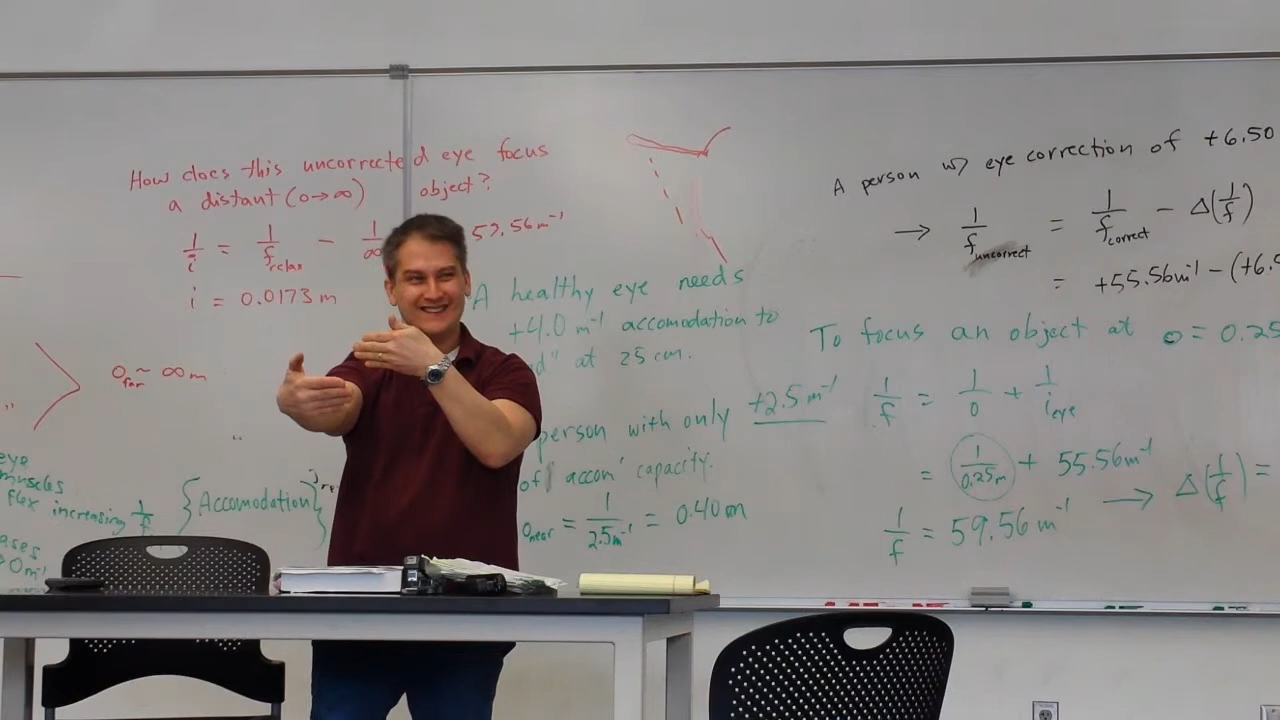 How does this uncorrected eye focus
a distant (o→∞) object?
1/i = 1/f_relax − 1/∞ 57.56m⁻¹
i = 0.0173 m
o_far ~ ∞ m
eye
muscles
flex increasing 1/f
{Accomodation}
A healthy eye needs
+4.0 m⁻¹ accomodation to
at 25 cm.
person with only +2.5 m⁻¹
of accom' capacity.
o_near = 1/2.5m⁻¹ = 0.40 m
A person w/ eye correction of +6.50
→ 1/f_uncorrect = 1/f_correct − Δ(1/f)
= +55.56m⁻¹ − (+6.5
To focus an object at o = 0.25
1/f = 1/o + 1/i_eye
= 1/0.25m + 55.56m⁻¹
1/f = 59.56 m⁻¹ → Δ(1/f) =